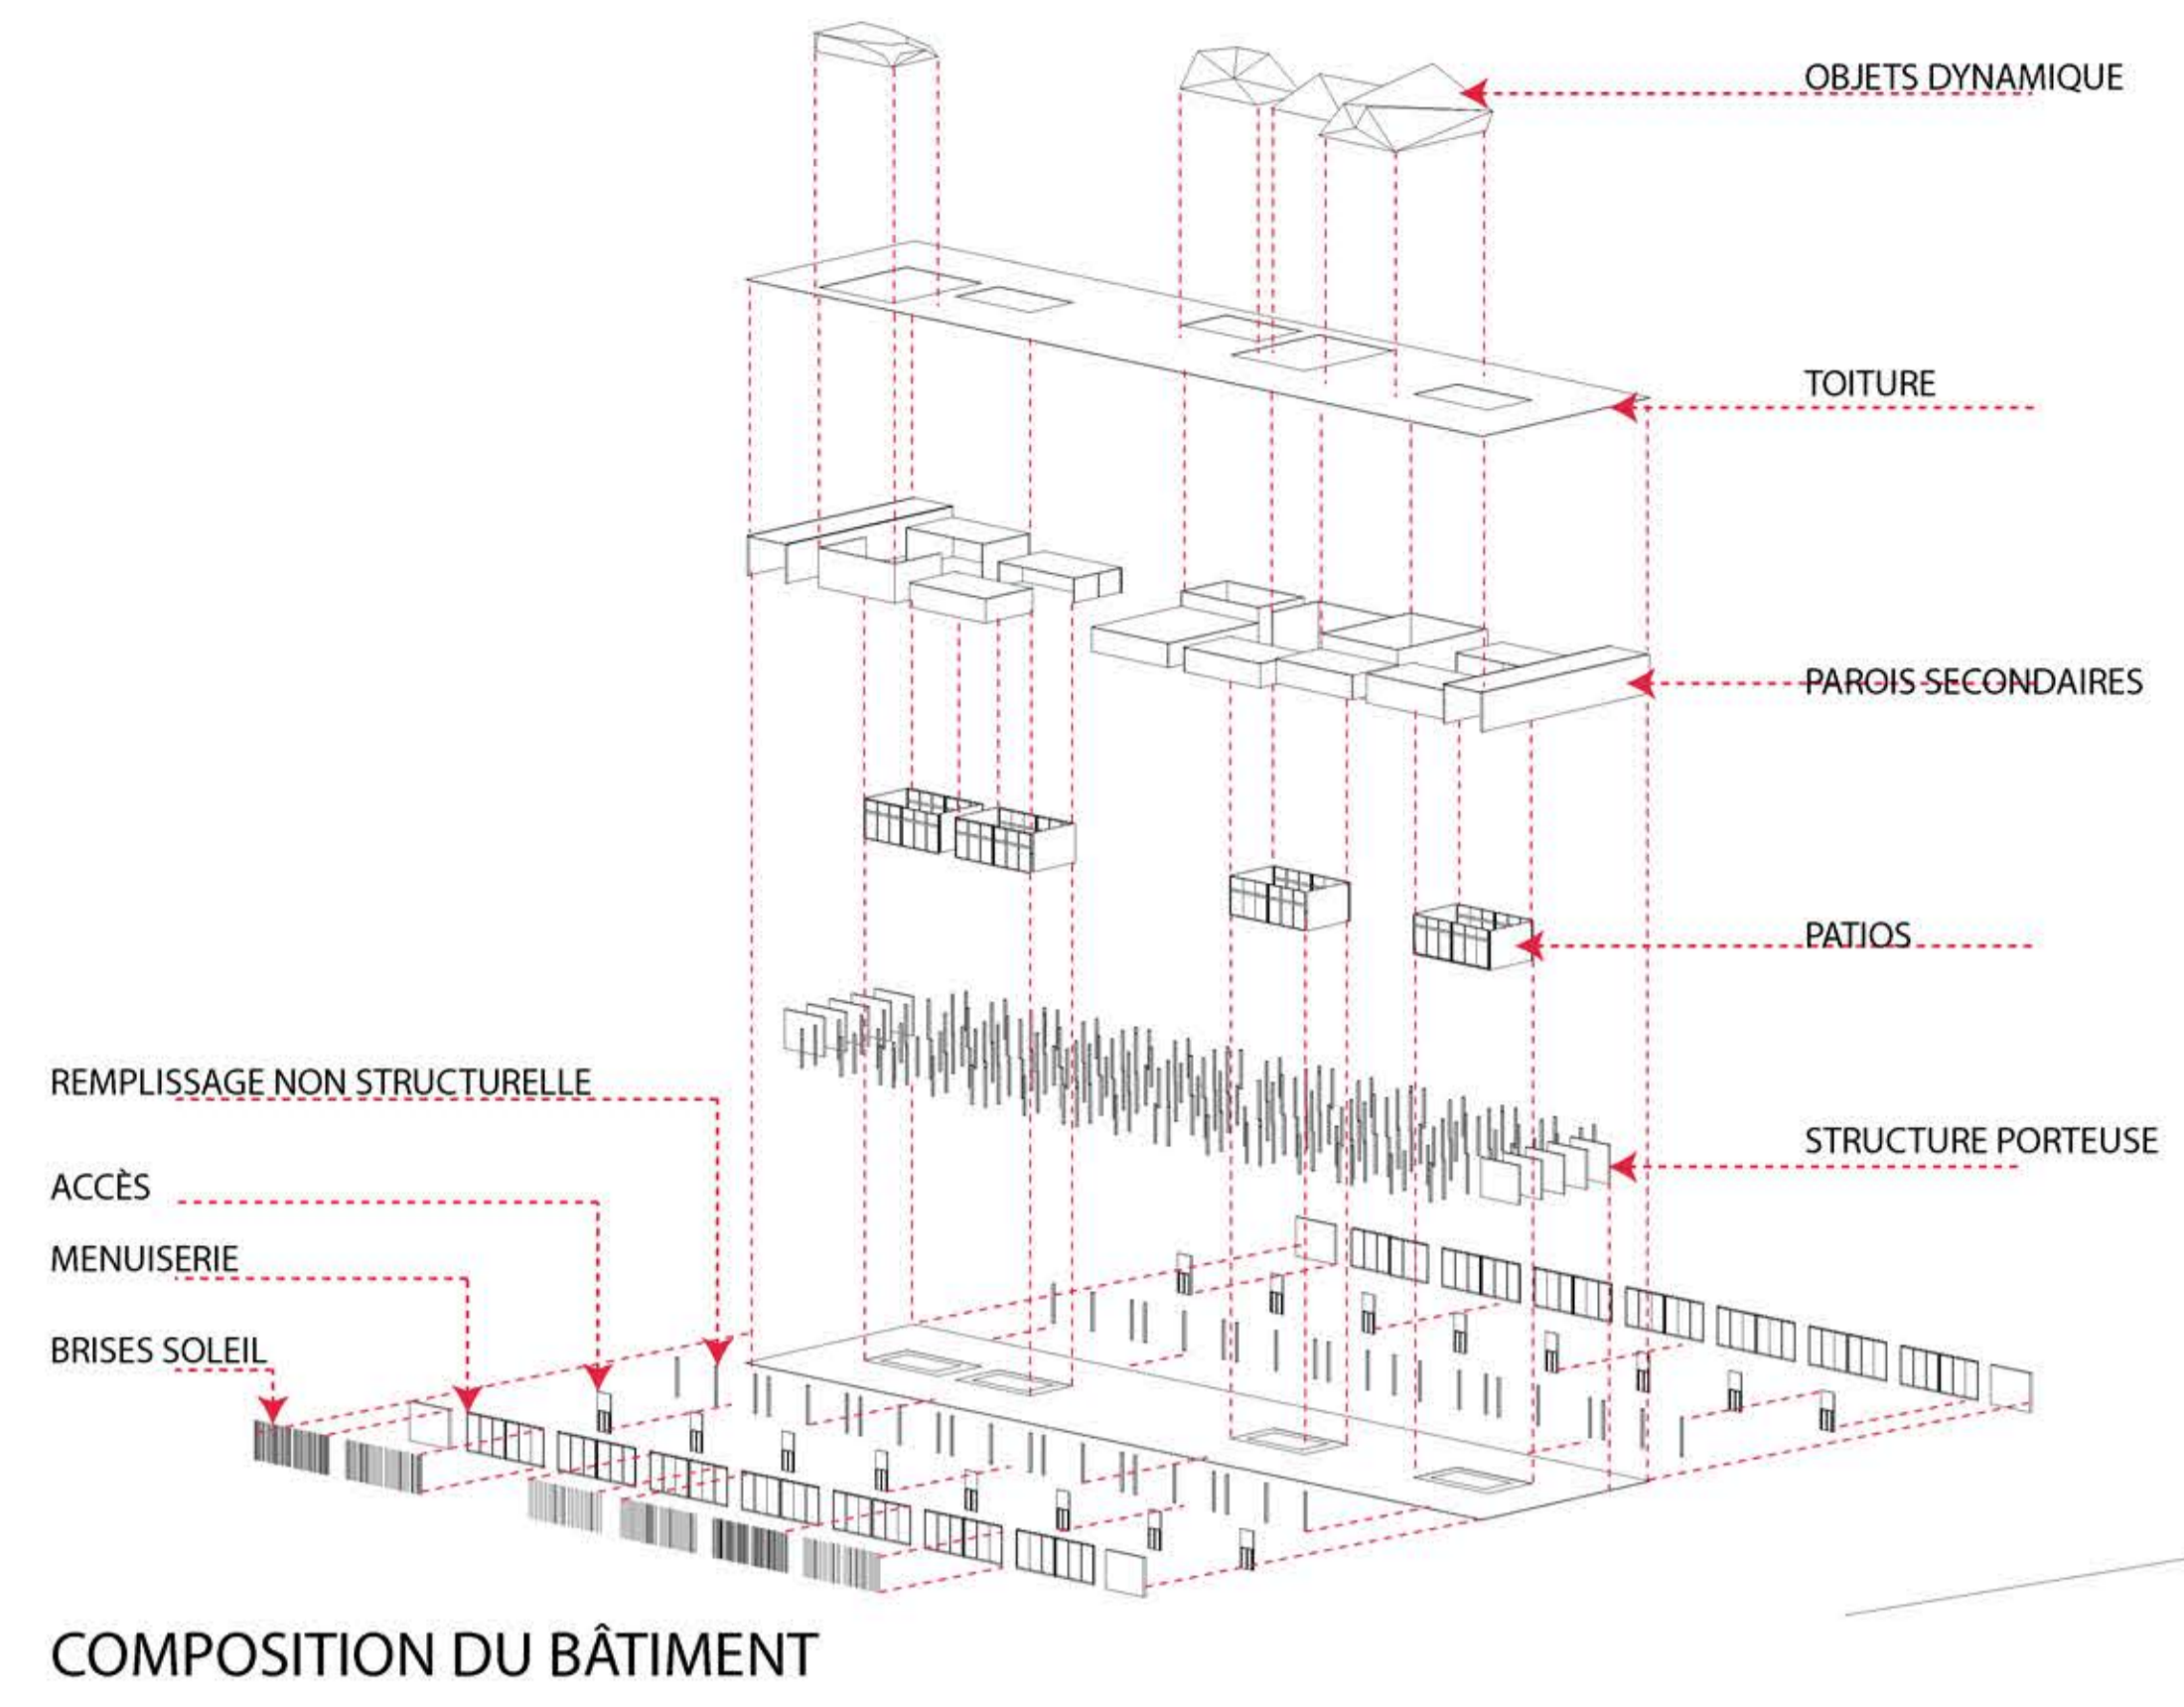 OBJETS DYNAMIQUE
TOITURE
PAROIS SECONDAIRES
PATIOS
REMPLISSAGE NON STRUCTURELLE
STRUCTURE PORTEUSE
ACCÈS
MENUISERIE
BRISES SOLEIL
COMPOSITION DU BÂTIMENT